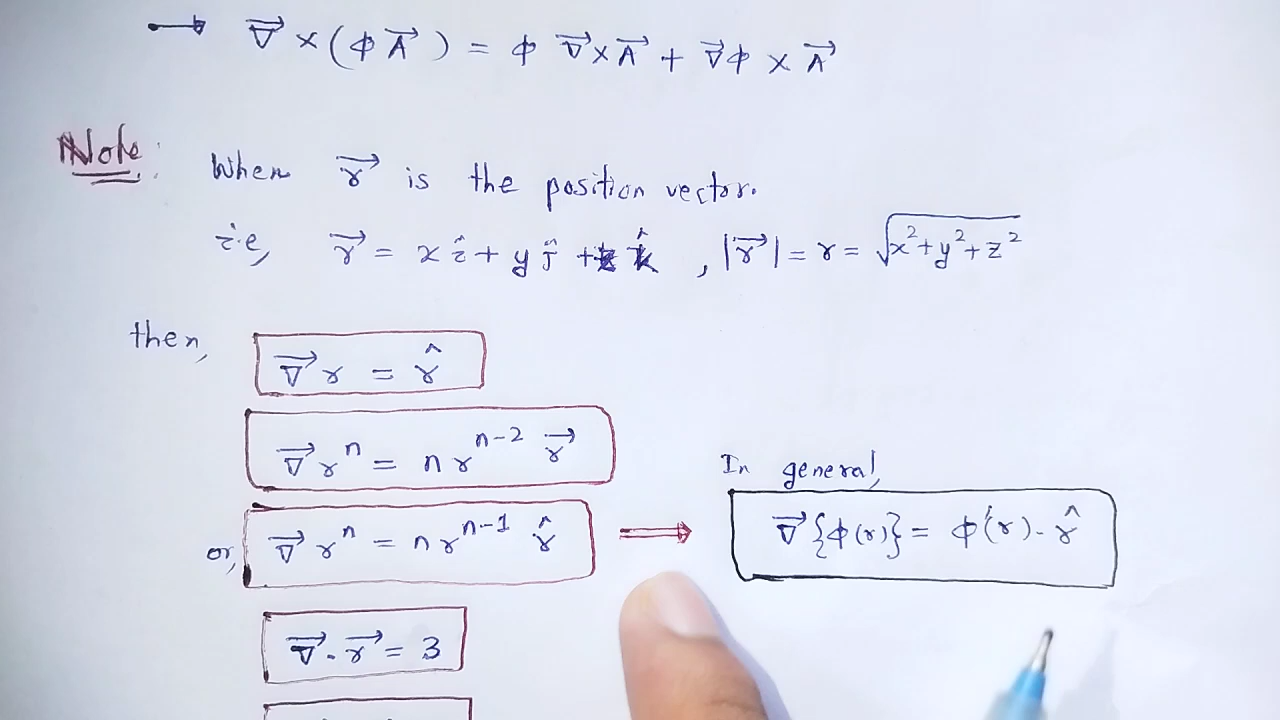 → ∇⃗ × (ϕ A⃗) = ϕ ∇⃗ × A⃗ + ∇⃗ϕ × A⃗
Note: When r⃗ is the position vector.
i.e, r⃗ = x î + y ĵ + z k̂ , |r⃗| = r = √(x² + y² + z²)
then,
∇⃗ r = r̂
∇⃗ rⁿ = n rⁿ⁻² r⃗
or, ∇⃗ rⁿ = n rⁿ⁻¹ r̂ ⇒
In general,
∇⃗ {ϕ(r)} = ϕ′(r) . r̂
∇⃗ . r⃗ = 3